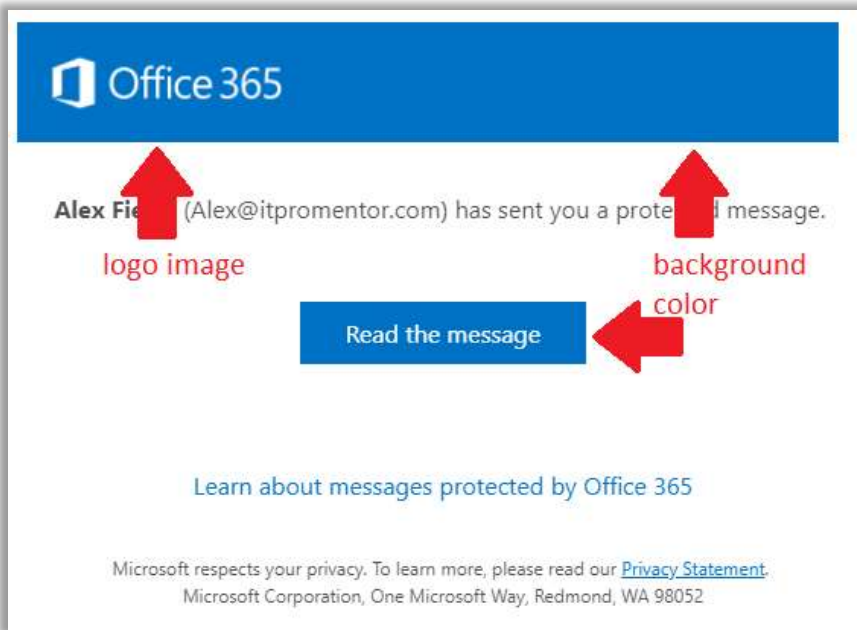 Office 365
Alex Fie (Alex@itpromentor.com) has sent you a prote d message.
logo image
background
color
Read the message
Learn about messages protected by Office 365
Microsoft respects your privacy. To learn more, please read our Privacy Statement.
Microsoft Corporation, One Microsoft Way, Redmond, WA 98052